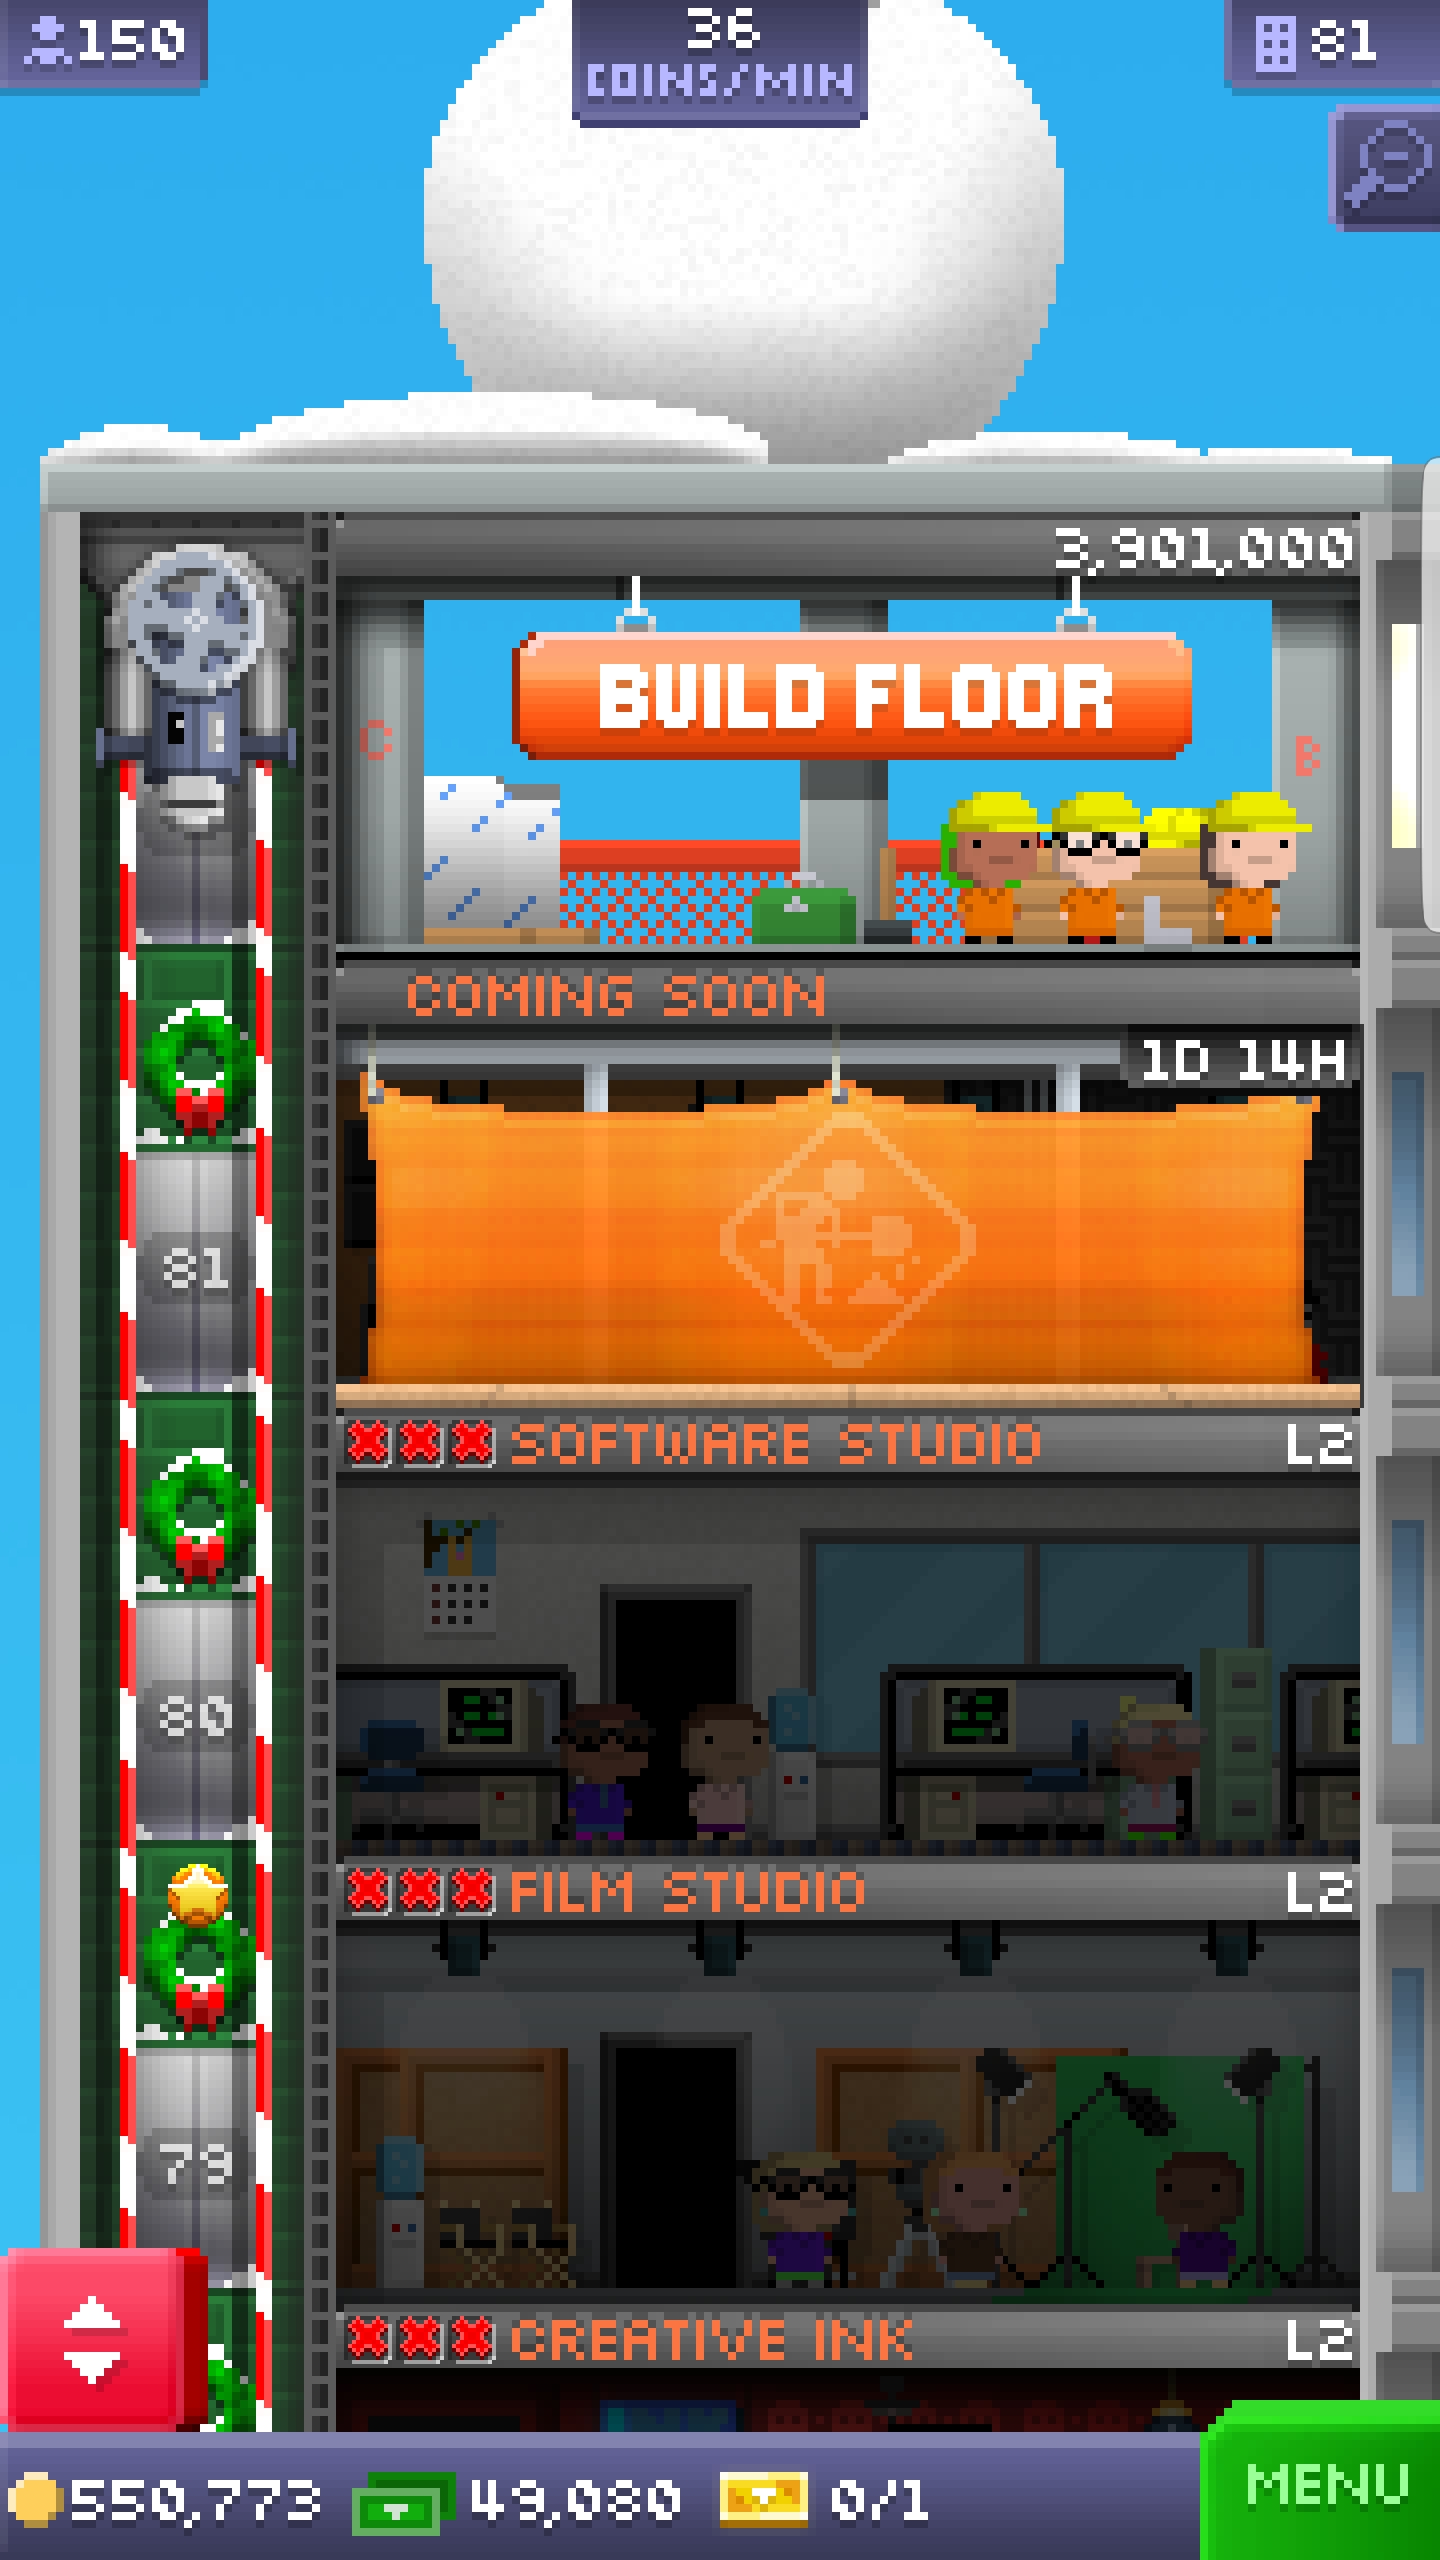 150
36
COINS/MIN
81
3,901,000
BUILD FLOOR
C
B
COMING SOON
1D 14H
81
SOFTWARE STUDIO L2
80
FILM STUDIO L2
79
CREATIVE INK L2
550,773 49,080 0/1
MENU